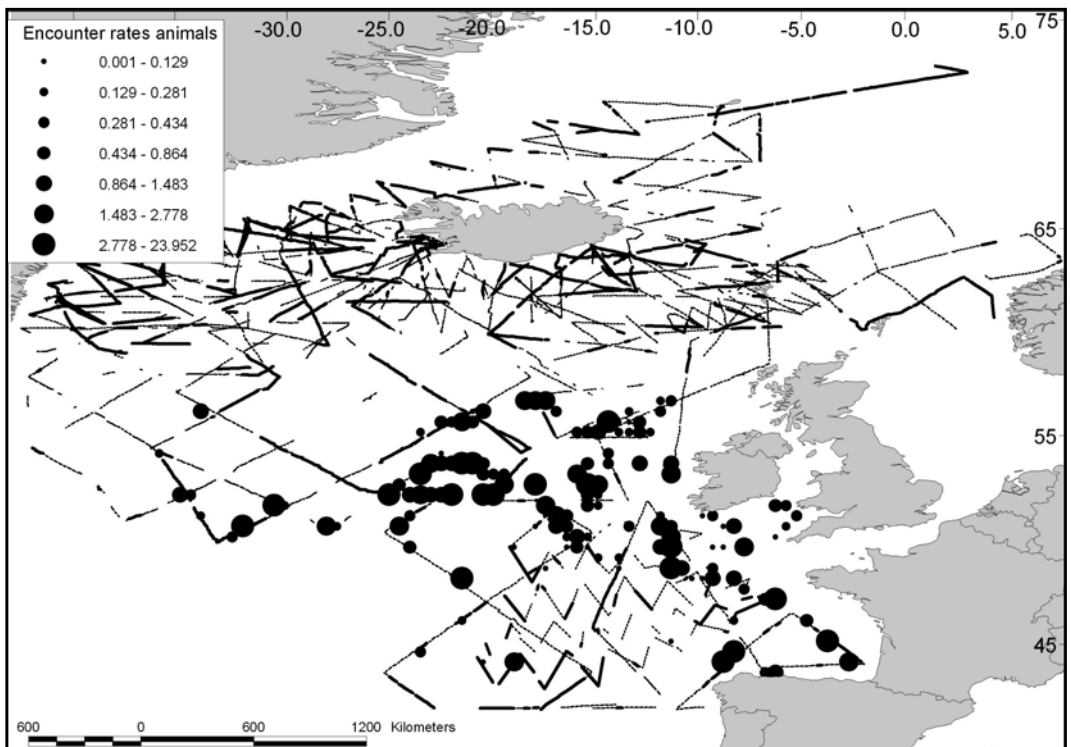 -30.0 -25.0 -20.0 -15.0 -10.0 -5.0 0.0 5.0 75
Encounter rates animals
0.001 - 0.129
0.129 - 0.281
0.281 - 0.434
0.434 - 0.864
0.864 - 1.483
1.483 - 2.778
2.778 - 23.952
65
55
45
600 0 600 1200 Kilometers